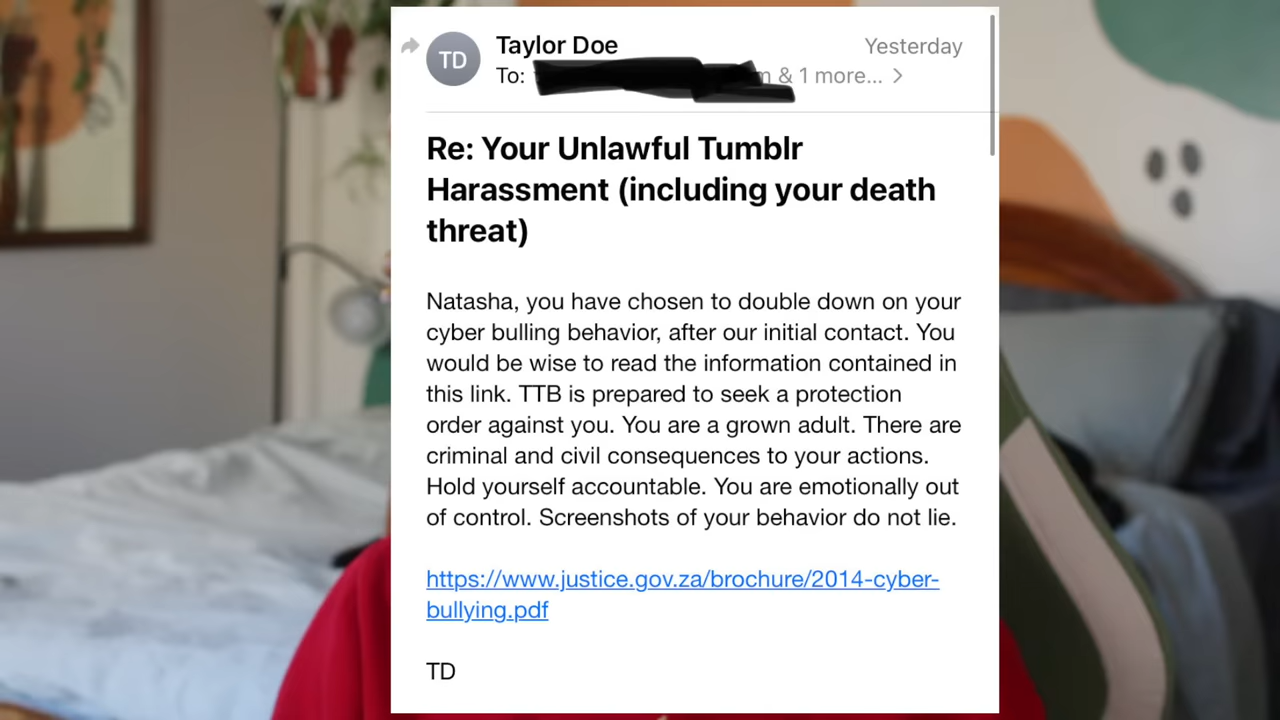 TD
Taylor Doe
Yesterday
To: m & 1 more...
Re: Your Unlawful Tumblr
Harassment (including your death
threat)
Natasha, you have chosen to double down on your
cyber bulling behavior, after our initial contact. You
would be wise to read the information contained in
this link. TTB is prepared to seek a protection
order against you. You are a grown adult. There are
criminal and civil consequences to your actions.
Hold yourself accountable. You are emotionally out
of control. Screenshots of your behavior do not lie.
https://www.justice.gov.za/brochure/2014-cyber-
bullying.pdf
TD